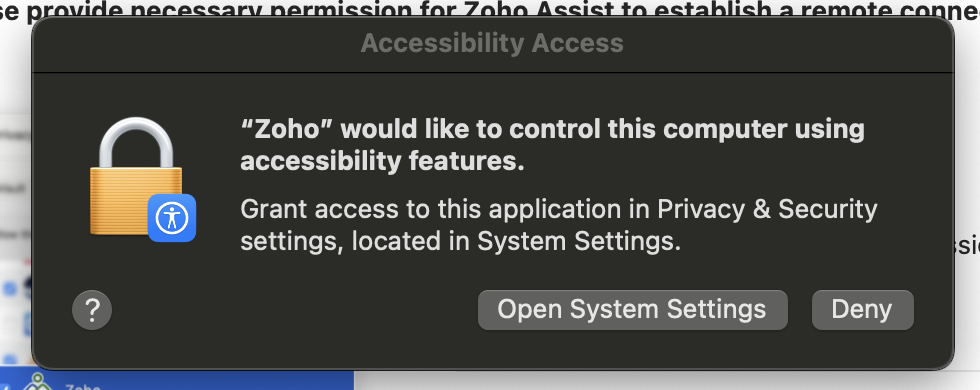 se provide necessary permission for Zoho Assist to establish a remote conne
Accessibility Access
“Zoho” would like to control this computer using
accessibility features.
Grant access to this application in Privacy & Security
settings, located in System Settings.
ssi
?
Open System Settings
Deny
Zoho